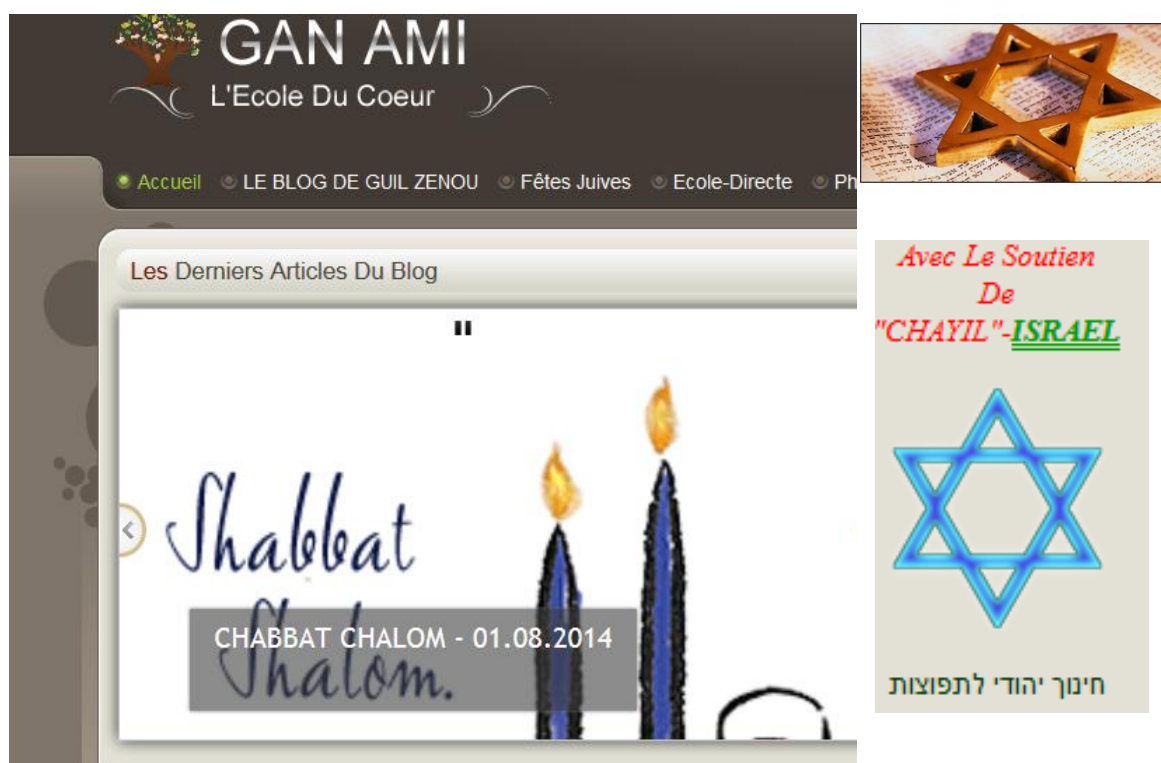 GAN AMI
L'Ecole Du Coeur
Accueil LE BLOG DE GUIL ZENOU Fêtes Juives Ecole-Directe Ph
Les Derniers Articles Du Blog
"
Shabbat
Shalom.
CHABBAT CHALOM - 01.08.2014
Avec Le Soutien
De
"CHAYIL"-ISRAEL
חינוך יהודי לתפוצות